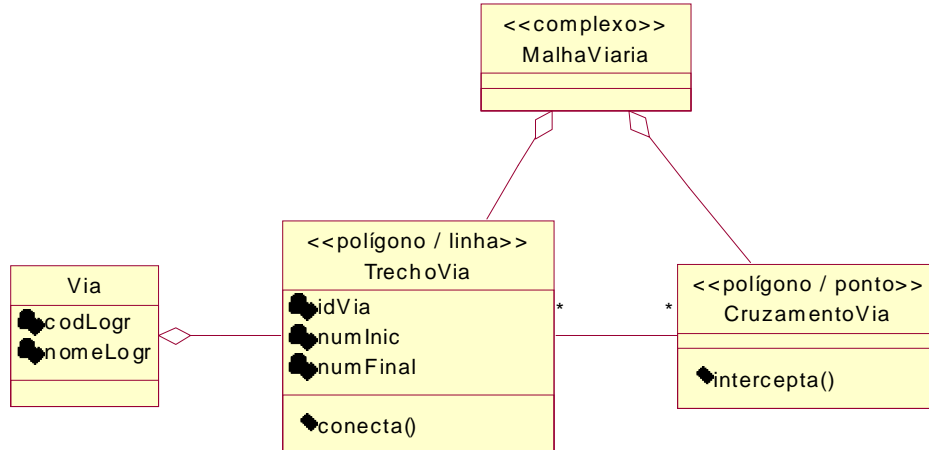 <<complexo>>
MalhaViaria
<<polígono / linha>>
TrechoVia
idVia
numInic
numFinal
conecta()
Via
codLogr
nomeLogr
* *
<<polígono / ponto>>
CruzamentoVia
intercepta()